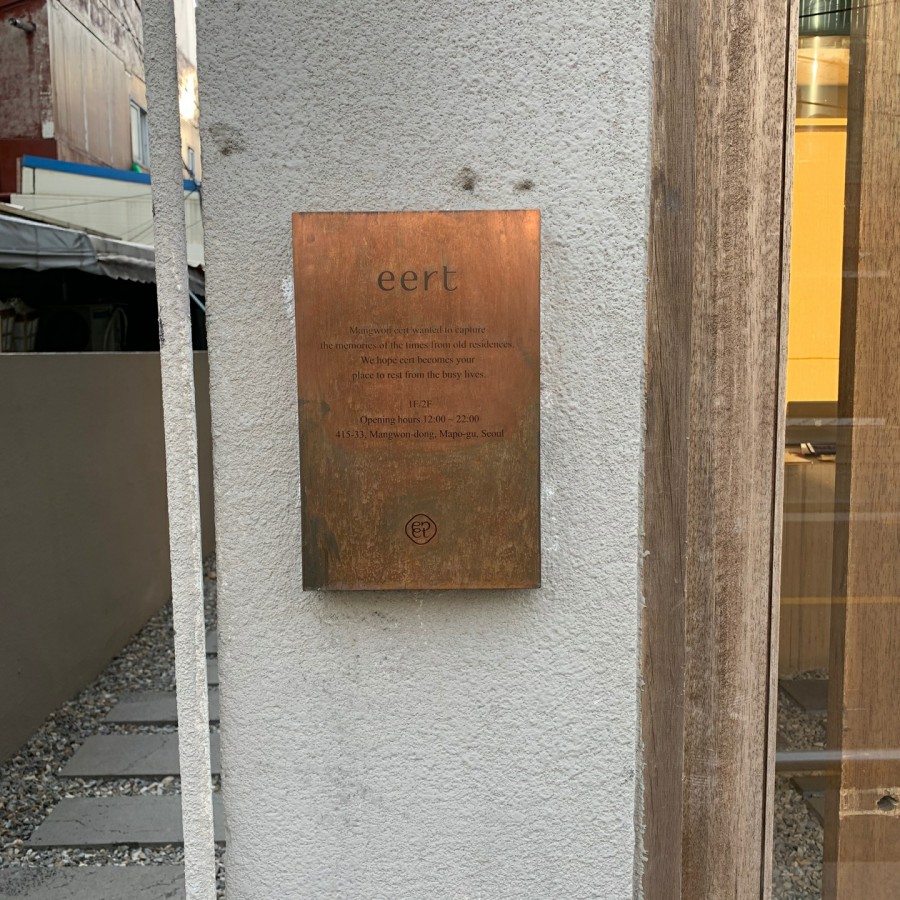 eert
Mangwon eert wanted to capture
the memories of the times from old residences.
We hope eert becomes your
place to rest from the busy lives.
1F/2F
Opening hours 12:00 – 22:00
415-33, Mangwon-dong, Mapo-gu, Seoul
eert